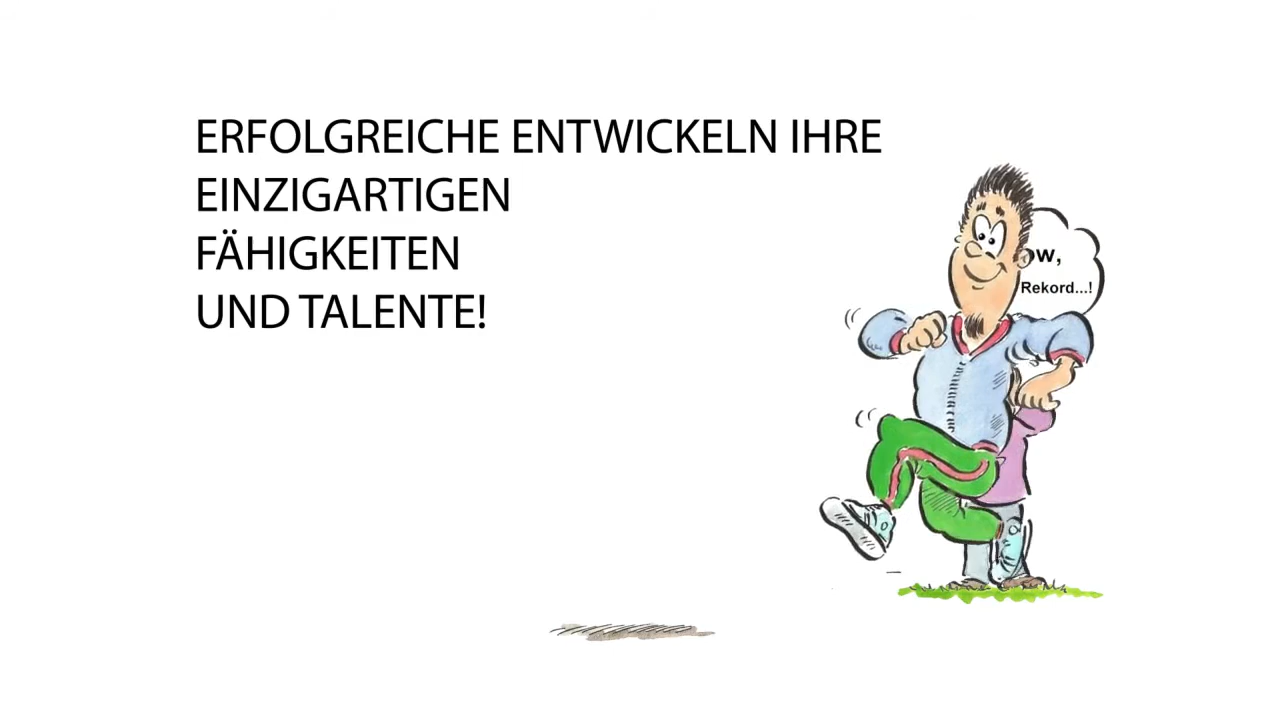 ERFOLGREICHE ENTWICKELN IHRE
EINZIGARTIGEN
FÄHIGKEITEN
UND TALENTE!
Rekord...!